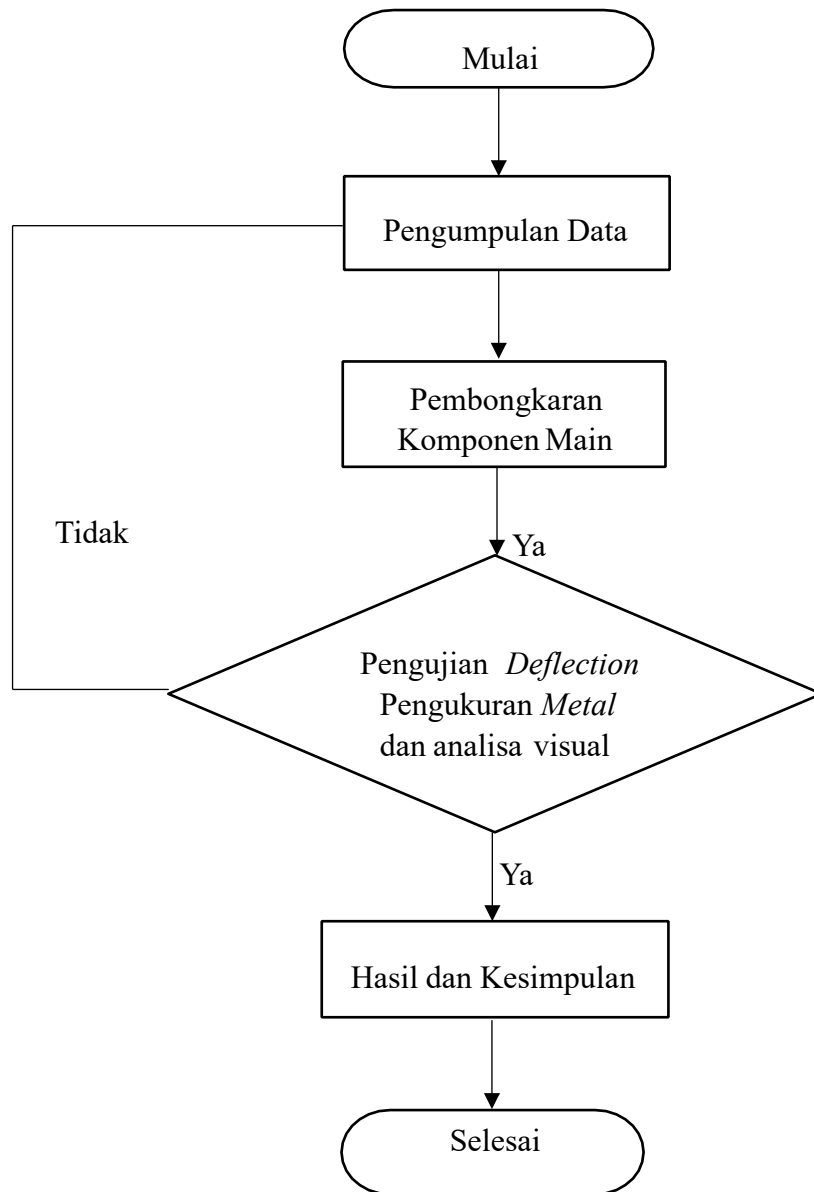 Mulai
Pengumpulan Data
Pembongkaran
Komponen Main
Tidak
Ya
Pengujian Deflection
Pengukuran Metal
dan analisa visual
Ya
Hasil dan Kesimpulan
Selesai